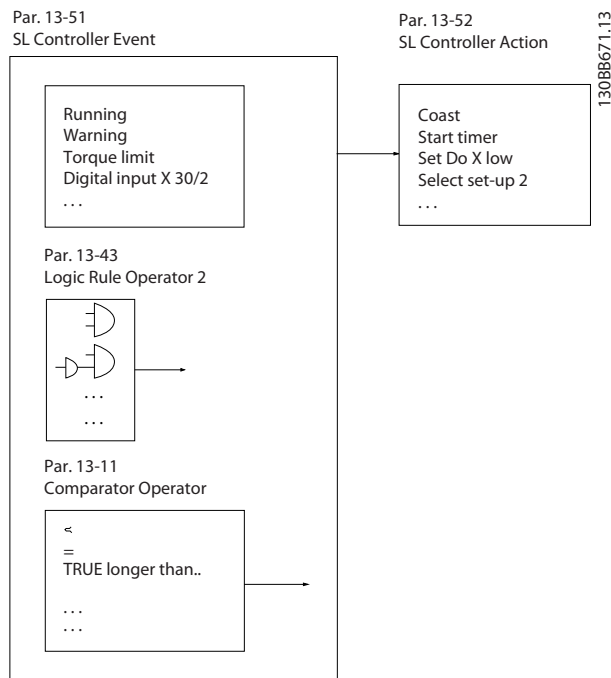 Par. 13-51
SL Controller Event
Par. 13-52
SL Controller Action
130BB671.13
Running
Warning
Torque limit
Digital input X 30/2
. . .
Coast
Start timer
Set Do X low
Select set-up 2
. . .
Par. 13-43
Logic Rule Operator 2
. . .
. . .
Par. 13-11
Comparator Operator
<
=
TRUE longer than..
. . .
. . .